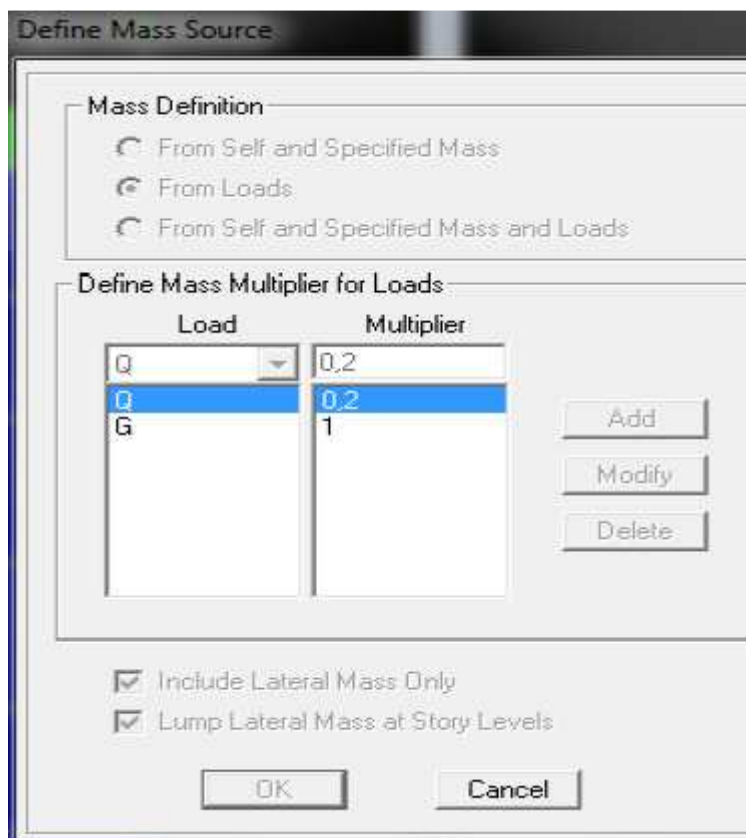 Define Mass Source
Mass Definition
From Self and Specified Mass
From Loads
From Self and Specified Mass and Loads
Define Mass Multiplier for Loads
Load Multiplier
Q 0,2
Q 0,2
G 1
Add
Modify
Delete
Include Lateral Mass Only
Lump Lateral Mass at Story Levels
OK Cancel